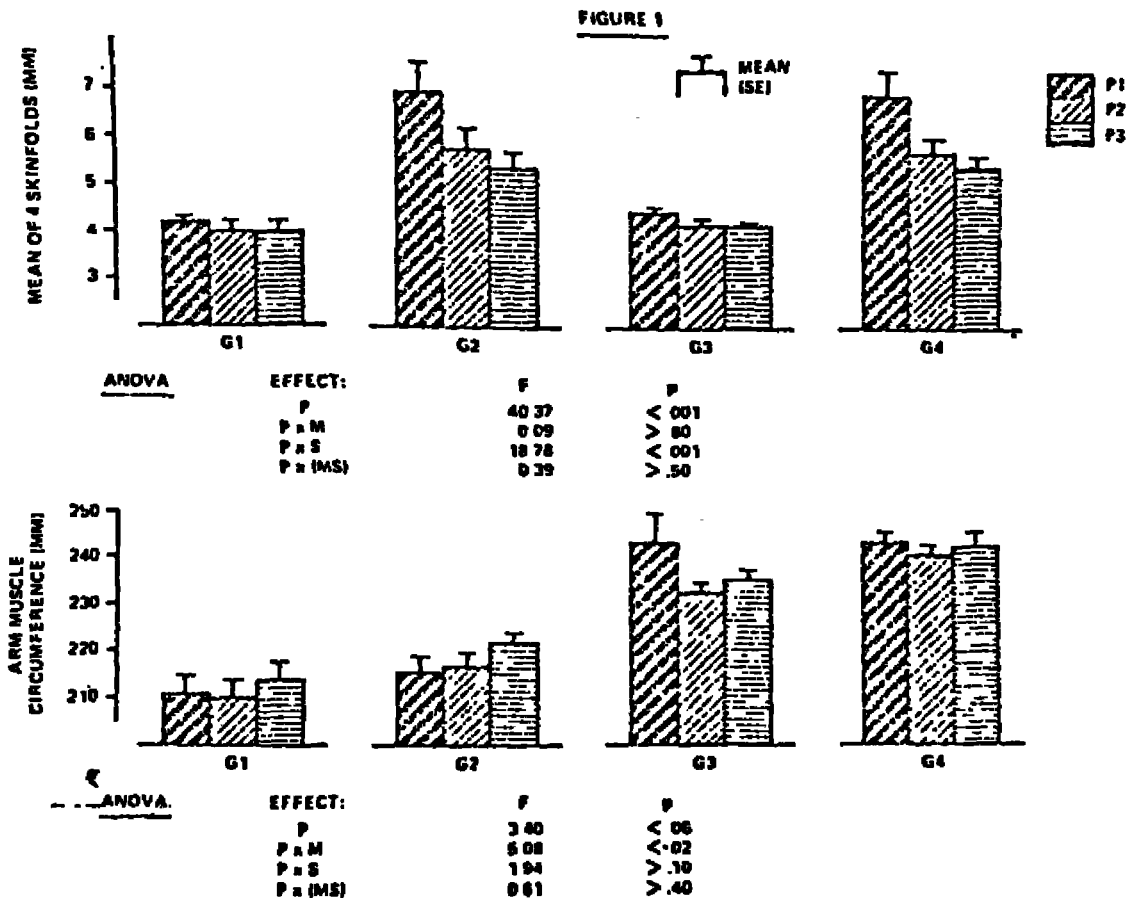 FIGURE 1
MEAN OF 4 SKINFOLDS (MM)
7
6
5
4
3
MEAN
(SE)
P1
P2
P3
G1 G2 G3 G4
ANOVA EFFECT: F P
P 40 37 < 001
P x M 0 09 > 80
P x S 18 78 < 001
P x (MS) 0 39 > .50
ARM MUSCLE
CIRCUMFERENCE (MM)
250
240
230
220
210
G1 G2 G3 G4
ANOVA. EFFECT: F P
P 3 40 < 06
P x M 5 08 < .02
P x S 1 94 > .10
P x (MS) 0 61 > .40